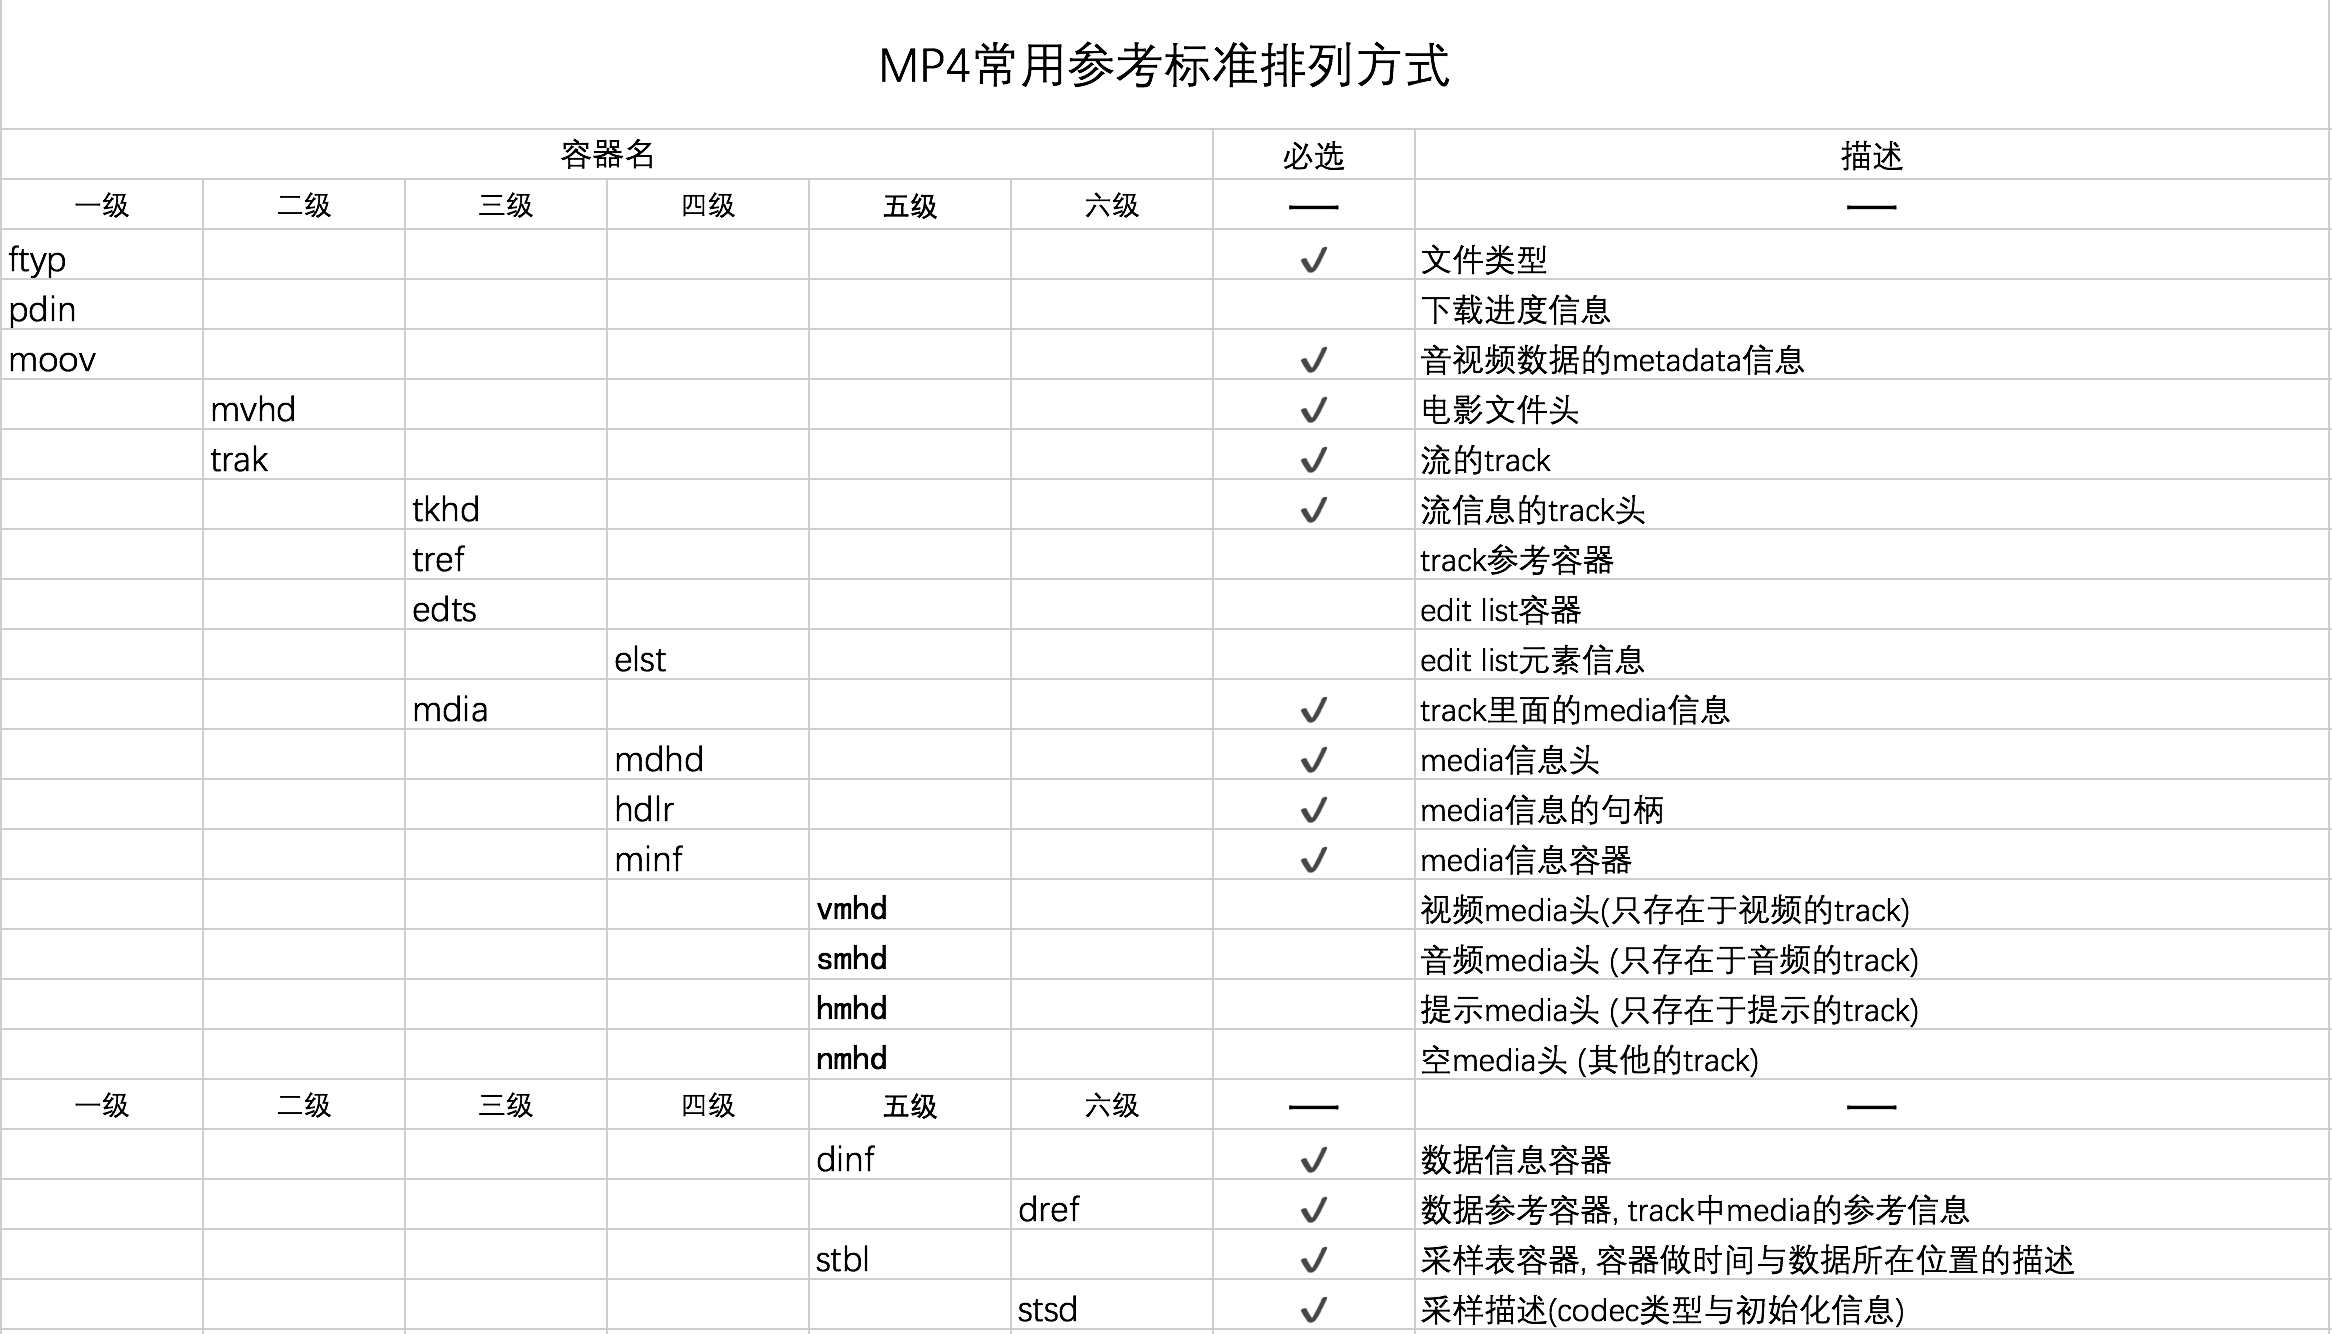 MP4常用参考标准排列方式
容器名 必选 描述
一级 二级 三级 四级 五级 六级 — —
ftyp ✓ 文件类型
pdin 下载进度信息
moov ✓ 音视频数据的metadata信息
mvhd ✓ 电影文件头
trak ✓ 流的track
tkhd ✓ 流信息的track头
tref track参考容器
edts edit list容器
elst edit list元素信息
mdia ✓ track里面的media信息
mdhd ✓ media信息头
hdlr ✓ media信息的句柄
minf ✓ media信息容器
vmhd 视频media头(只存在于视频的track)
smhd 音频media头 (只存在于音频的track)
hmhd 提示media头 (只存在于提示的track)
nmhd 空media头 (其他的track)
一级 二级 三级 四级 五级 六级 — —
dinf ✓ 数据信息容器
dref ✓ 数据参考容器, track中media的参考信息
stbl ✓ 采样表容器, 容器做时间与数据所在位置的描述
stsd ✓ 采样描述(codec类型与初始化信息)